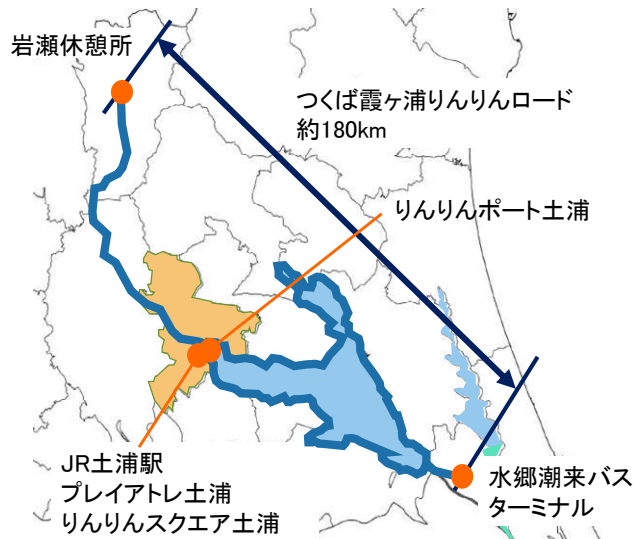 岩瀬休憩所
つくば霞ヶ浦りんりんロード
約180km
りんりんポート土浦
JR土浦駅
プレイアトレ土浦
りんりんスクエア土浦
水郷潮来バス
ターミナル